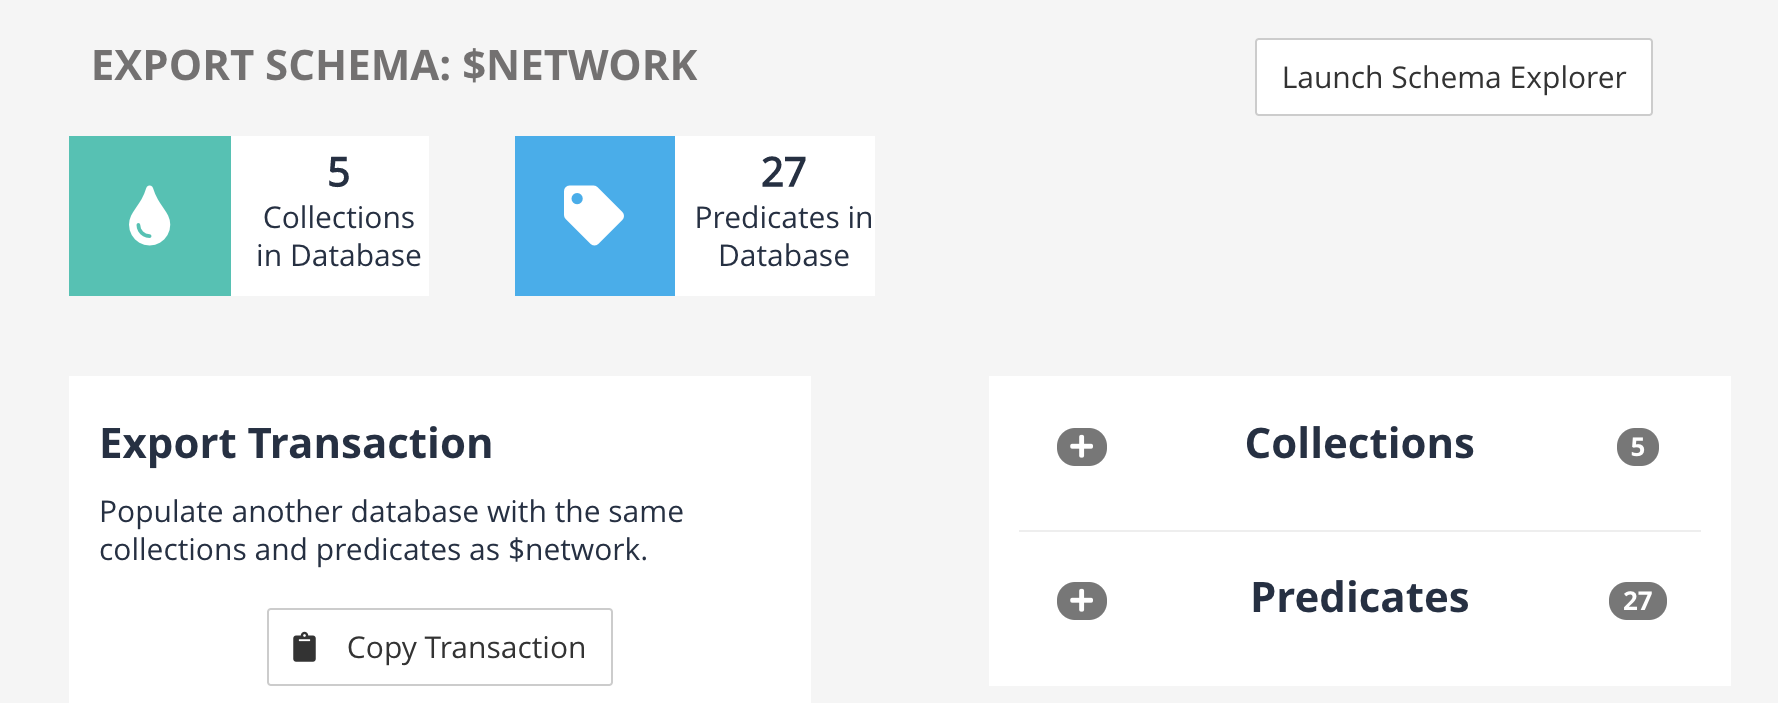 EXPORT SCHEMA: $NETWORK
Launch Schema Explorer
5
Collections
in Database
27
Predicates in
Database
Export Transaction
Populate another database with the same
collections and predicates as $network.
Copy Transaction
Collections
5
Predicates
27